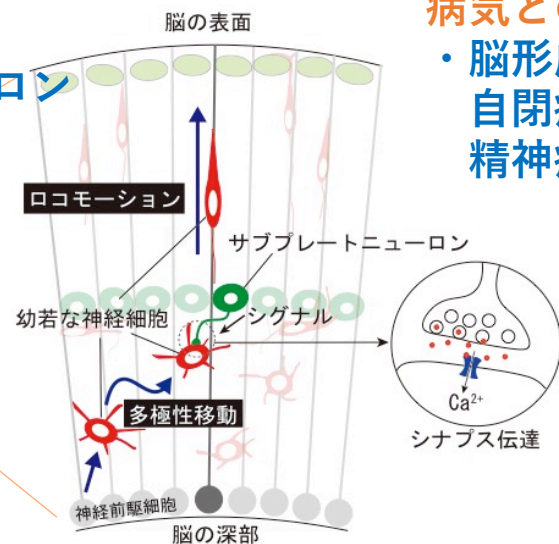 脳の表面
病気と
・脳形
自閉
精神
ロン
ロコモーション
サブプレートニューロン
幼若な神経細胞
シグナル
多極性移動
Ca²⁺
シナプス伝達
神経前駆細胞
脳の深部